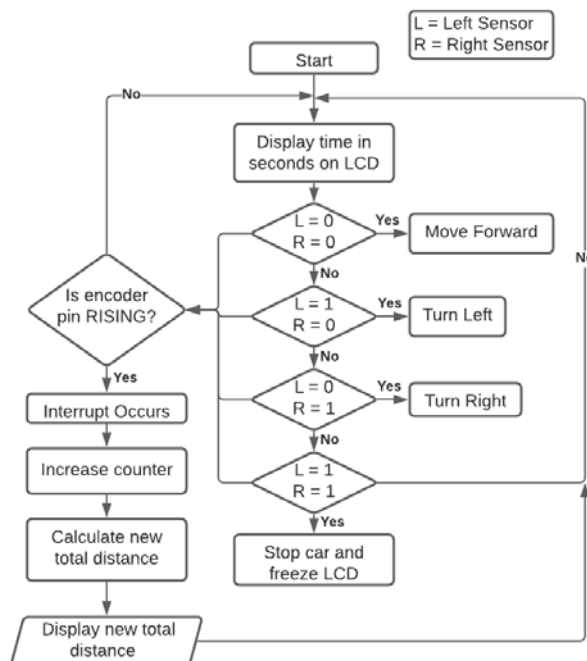 L = Left Sensor
R = Right Sensor
Start
No
Display time in
seconds on LCD
L = 0
R = 0
Yes
Move Forward
No
No
Is encoder
pin RISING?
L = 1
R = 0
Yes
Turn Left
Yes
No
L = 0
R = 1
Yes
Turn Right
Interrupt Occurs
No
Increase counter
L = 1
R = 1
Yes
Calculate new
total distance
Stop car and
freeze LCD
Display new total
distance